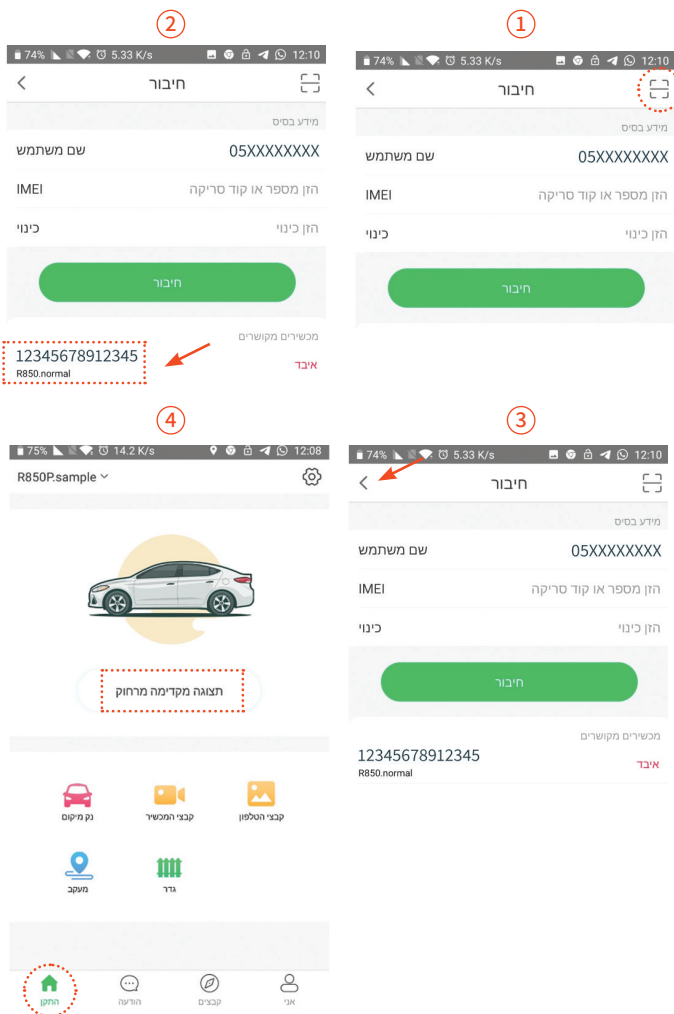 ①
74% 5.33 K/s 12:10
חיבור
מידע בסיס
שם משתמש 05XXXXXXXX
IMEI הזן מספר או קוד סריקה
כינוי הזן כינוי
חיבור
②
74% 5.33 K/s 12:10
חיבור
מידע בסיס
שם משתמש 05XXXXXXXX
IMEI הזן מספר או קוד סריקה
כינוי הזן כינוי
חיבור
מכשירים מקושרים
12345678912345
R850.normal
איבד
③
74% 5.33 K/s 12:10
חיבור
מידע בסיס
שם משתמש 05XXXXXXXX
IMEI הזן מספר או קוד סריקה
כינוי הזן כינוי
חיבור
מכשירים מקושרים
12345678912345
R850.normal
איבד
④
75% 14.2 K/s 12:08
R850P.sample
תצוגה מקדימה מרחוק
קבצי הטלפון קבצי המכשיר נק מיקום
גדר מעקב
אני קבצים הודעה התקן